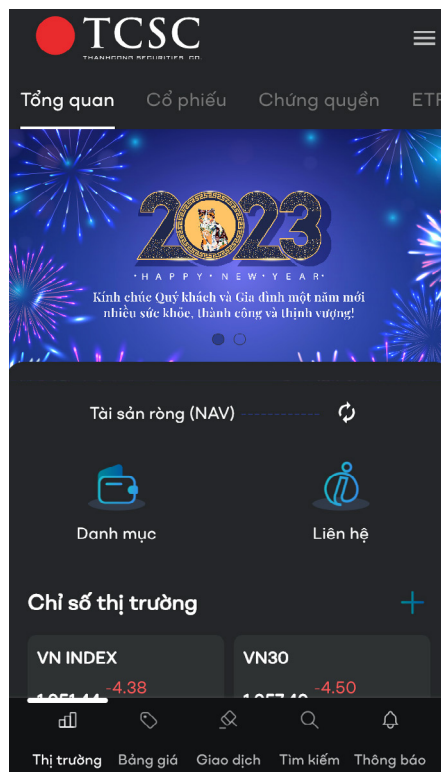 TCSC
THANHCONG SECURITIES CO.
Tổng quan Cổ phiếu Chứng quyền ETF
2023
·HAPPY·NEW·YEAR·
Kính chúc Quý khách và Gia đình một năm mới
nhiều sức khỏe, thành công và thịnh vượng!
Tài sản ròng (NAV)
Danh mục Liên hệ
Chỉ số thị trường
VN INDEX VN30
-4.38 -4.50
Thị trường Bảng giá Giao dịch Tìm kiếm Thông báo